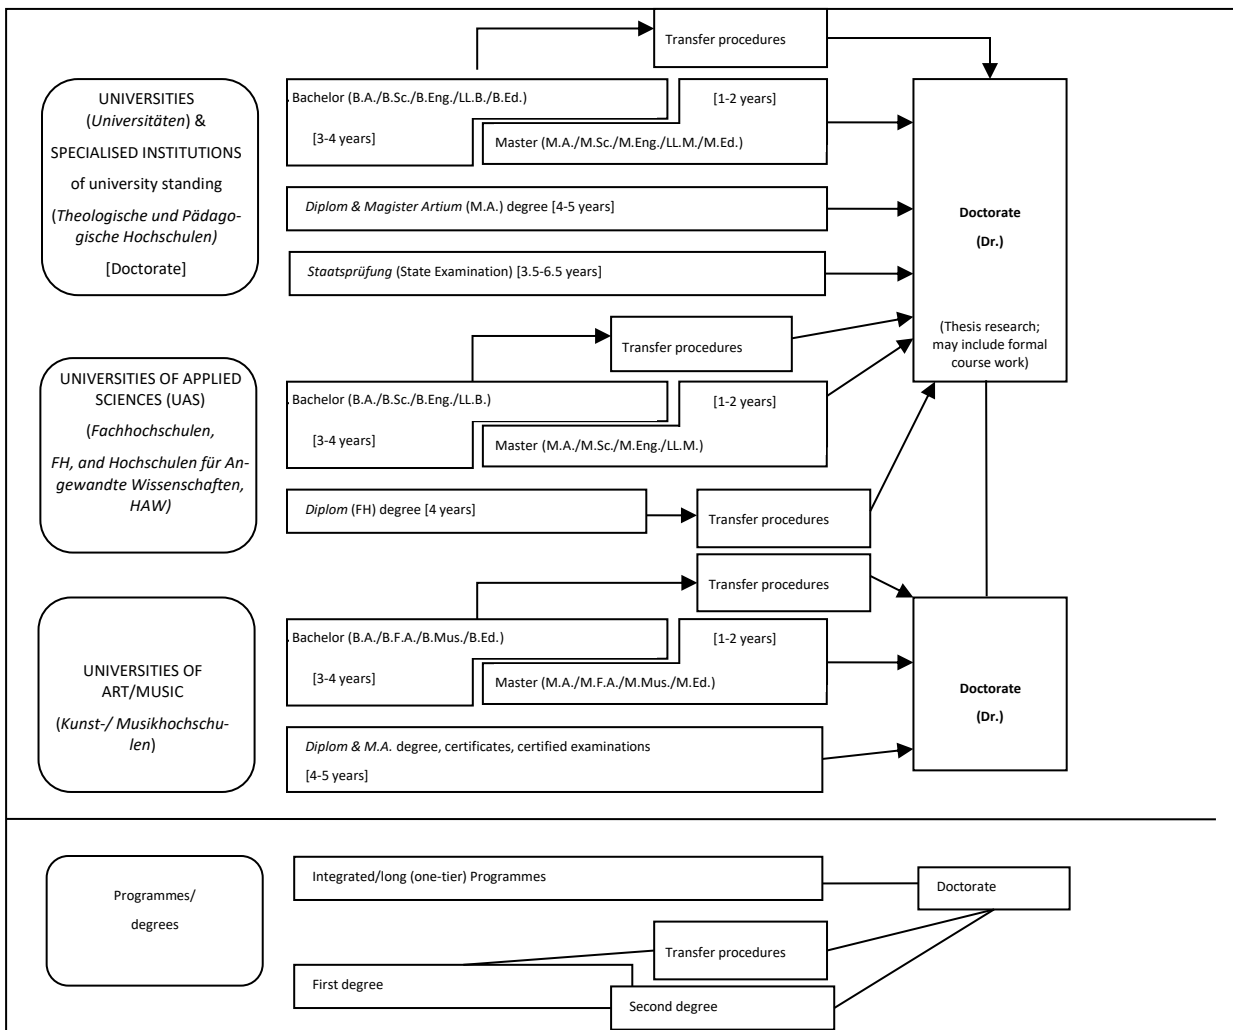 Transfer procedures
UNIVERSITIES
(Universitäten) &
SPECIALISED INSTITUTIONS
of university standing
(Theologische und Pädago-
gische Hochschulen)
[Doctorate]
Bachelor (B.A./B.Sc./B.Eng./LL.B./B.Ed.)
[3-4 years]
[1-2 years]
Master (M.A./M.Sc./M.Eng./LL.M./M.Ed.)
Diplom & Magister Artium (M.A.) degree [4-5 years]
Staatsprüfung (State Examination) [3.5-6.5 years]
Doctorate
(Dr.)
(Thesis research;
may include formal
course work)
Transfer procedures
UNIVERSITIES OF APPLIED
SCIENCES (UAS)
(Fachhochschulen,
FH, and Hochschulen für An-
gewandte Wissenschaften,
HAW)
Bachelor (B.A./B.Sc./B.Eng./LL.B.)
[3-4 years]
[1-2 years]
Master (M.A./M.Sc./M.Eng./LL.M.)
Diplom (FH) degree [4 years]
Transfer procedures
Transfer procedures
UNIVERSITIES OF
ART/MUSIC
(Kunst-/ Musikhochschu-
len)
Bachelor (B.A./B.F.A./B.Mus./B.Ed.)
[3-4 years]
[1-2 years]
Master (M.A./M.F.A./M.Mus./M.Ed.)
Diplom & M.A. degree, certificates, certified examinations
[4-5 years]
Doctorate
(Dr.)
Programmes/
degrees
Integrated/long (one-tier) Programmes
Doctorate
Transfer procedures
First degree
Second degree